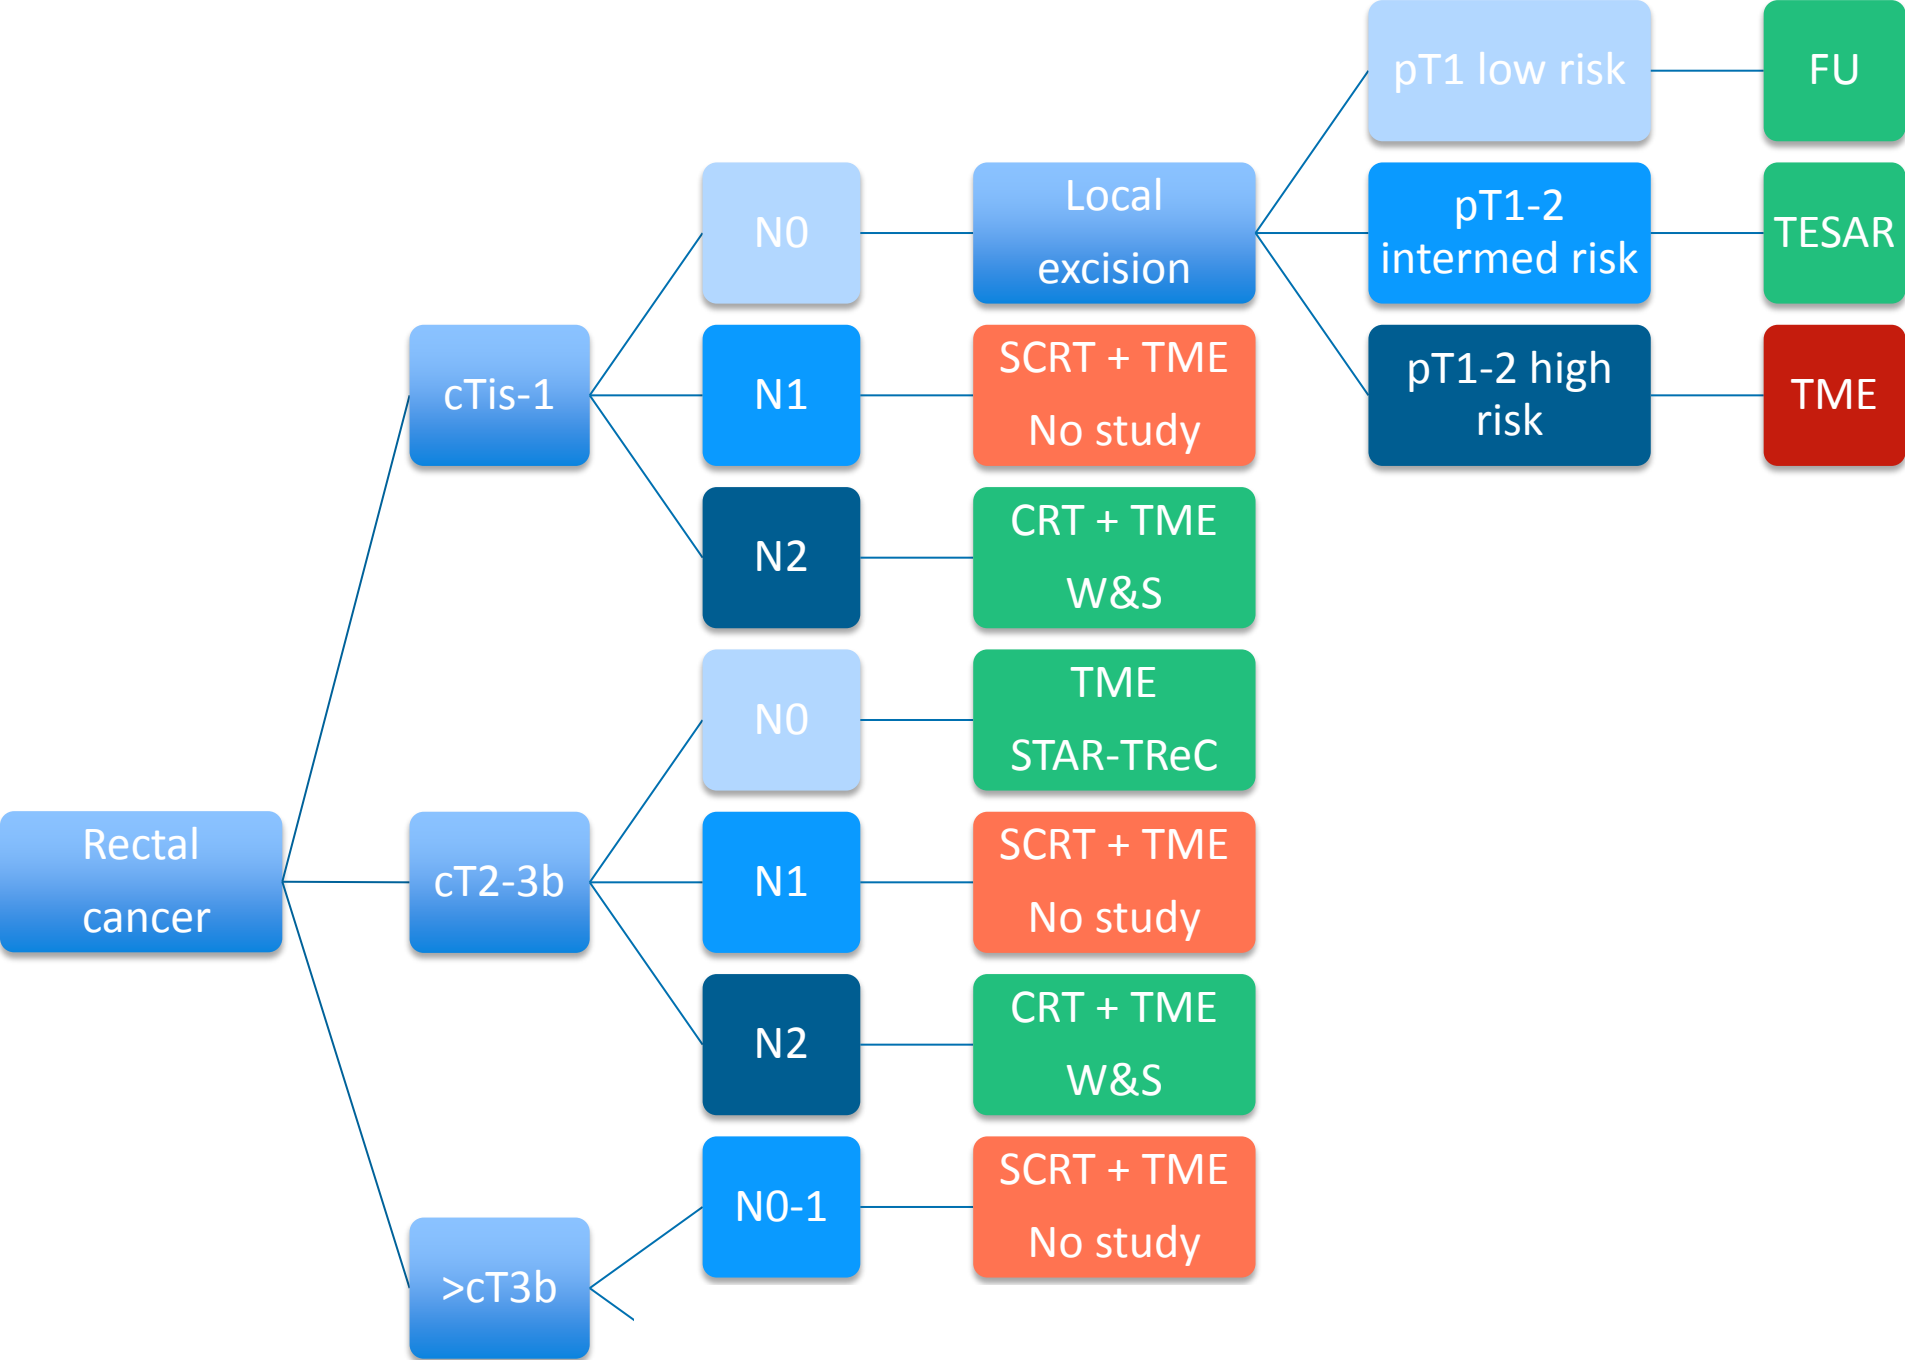 pT1 low risk
FU
N0
Local
excision
pT1-2
intermed risk
TESAR
cTis-1
N1
SCRT + TME
No study
pT1-2 high
risk
TME
N2
CRT + TME
W&S
N0
TME
STAR-TReC
Rectal
cancer
cT2-3b
N1
SCRT + TME
No study
N2
CRT + TME
W&S
N0-1
SCRT + TME
No study
>cT3b